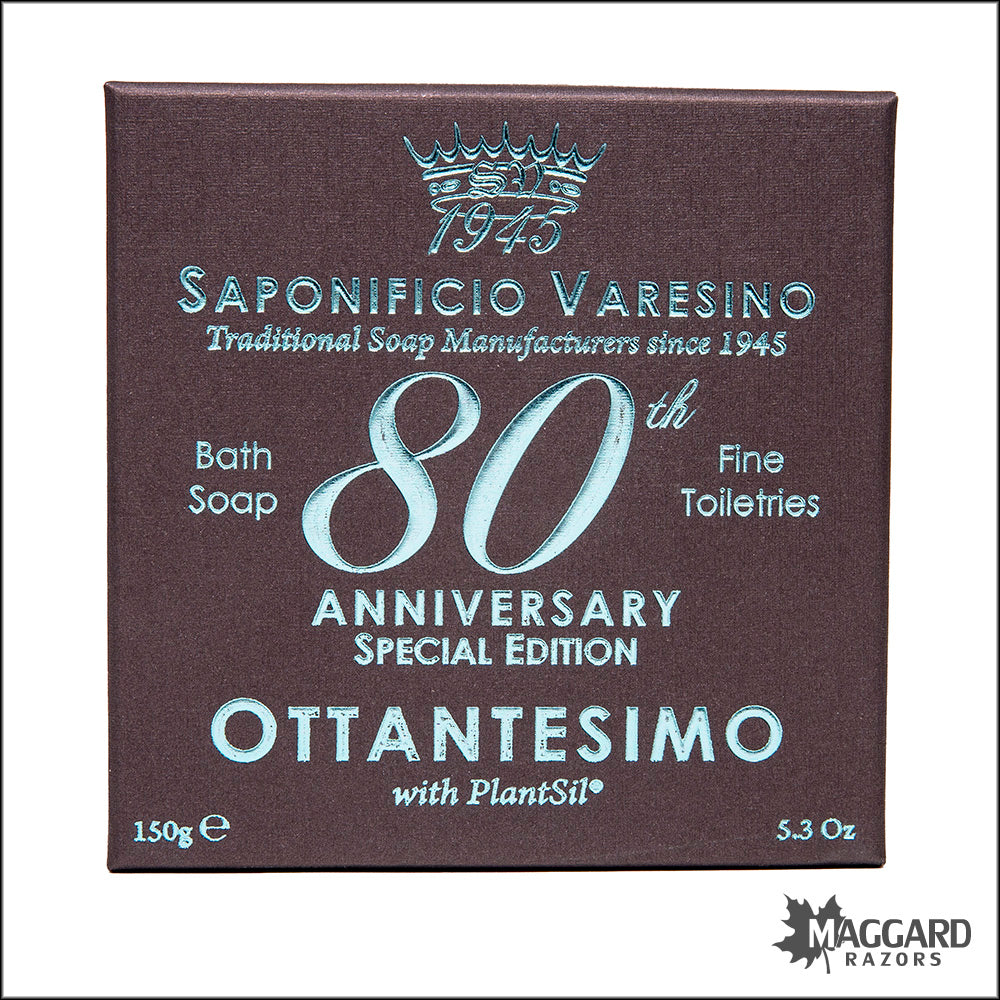 SV
1945
SAPONIFICIO VARESINO
Traditional Soap Manufacturers since 1945
80th
Bath
Soap
Fine
Toiletries
ANNIVERSARY
SPECIAL EDITION
OTTANTESIMO
with PlantSil®
150g ℮
5.3 Oz
MAGGARD
RAZORS